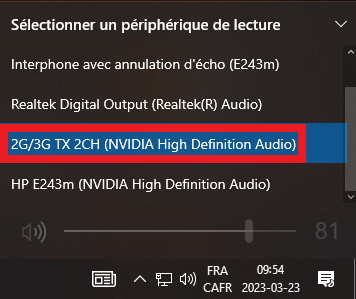 Sélectionner un périphérique de lecture
Interphone avec annulation d'écho (E243m)
Realtek Digital Output (Realtek(R) Audio)
2G/3G TX 2CH (NVIDIA High Definition Audio)
HP E243m (NVIDIA High Definition Audio)
81
FRA 09:54
CAFR 2023-03-23